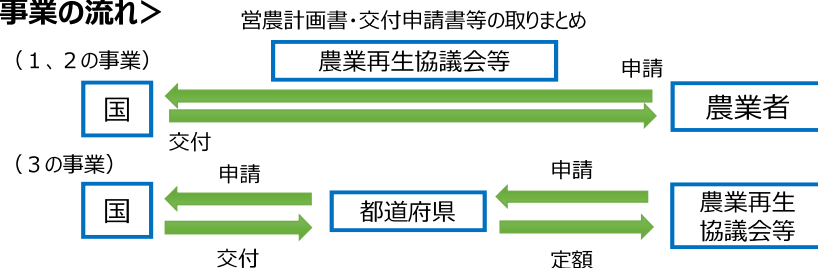 事業の流れ＞
営農計画書・交付申請書等の取りまとめ
（１、２の事業）
農業再生協議会等
申請
国
農業者
交付
（３の事業）
申請
申請
国
都道府県
農業再生
協議会等
交付
定額